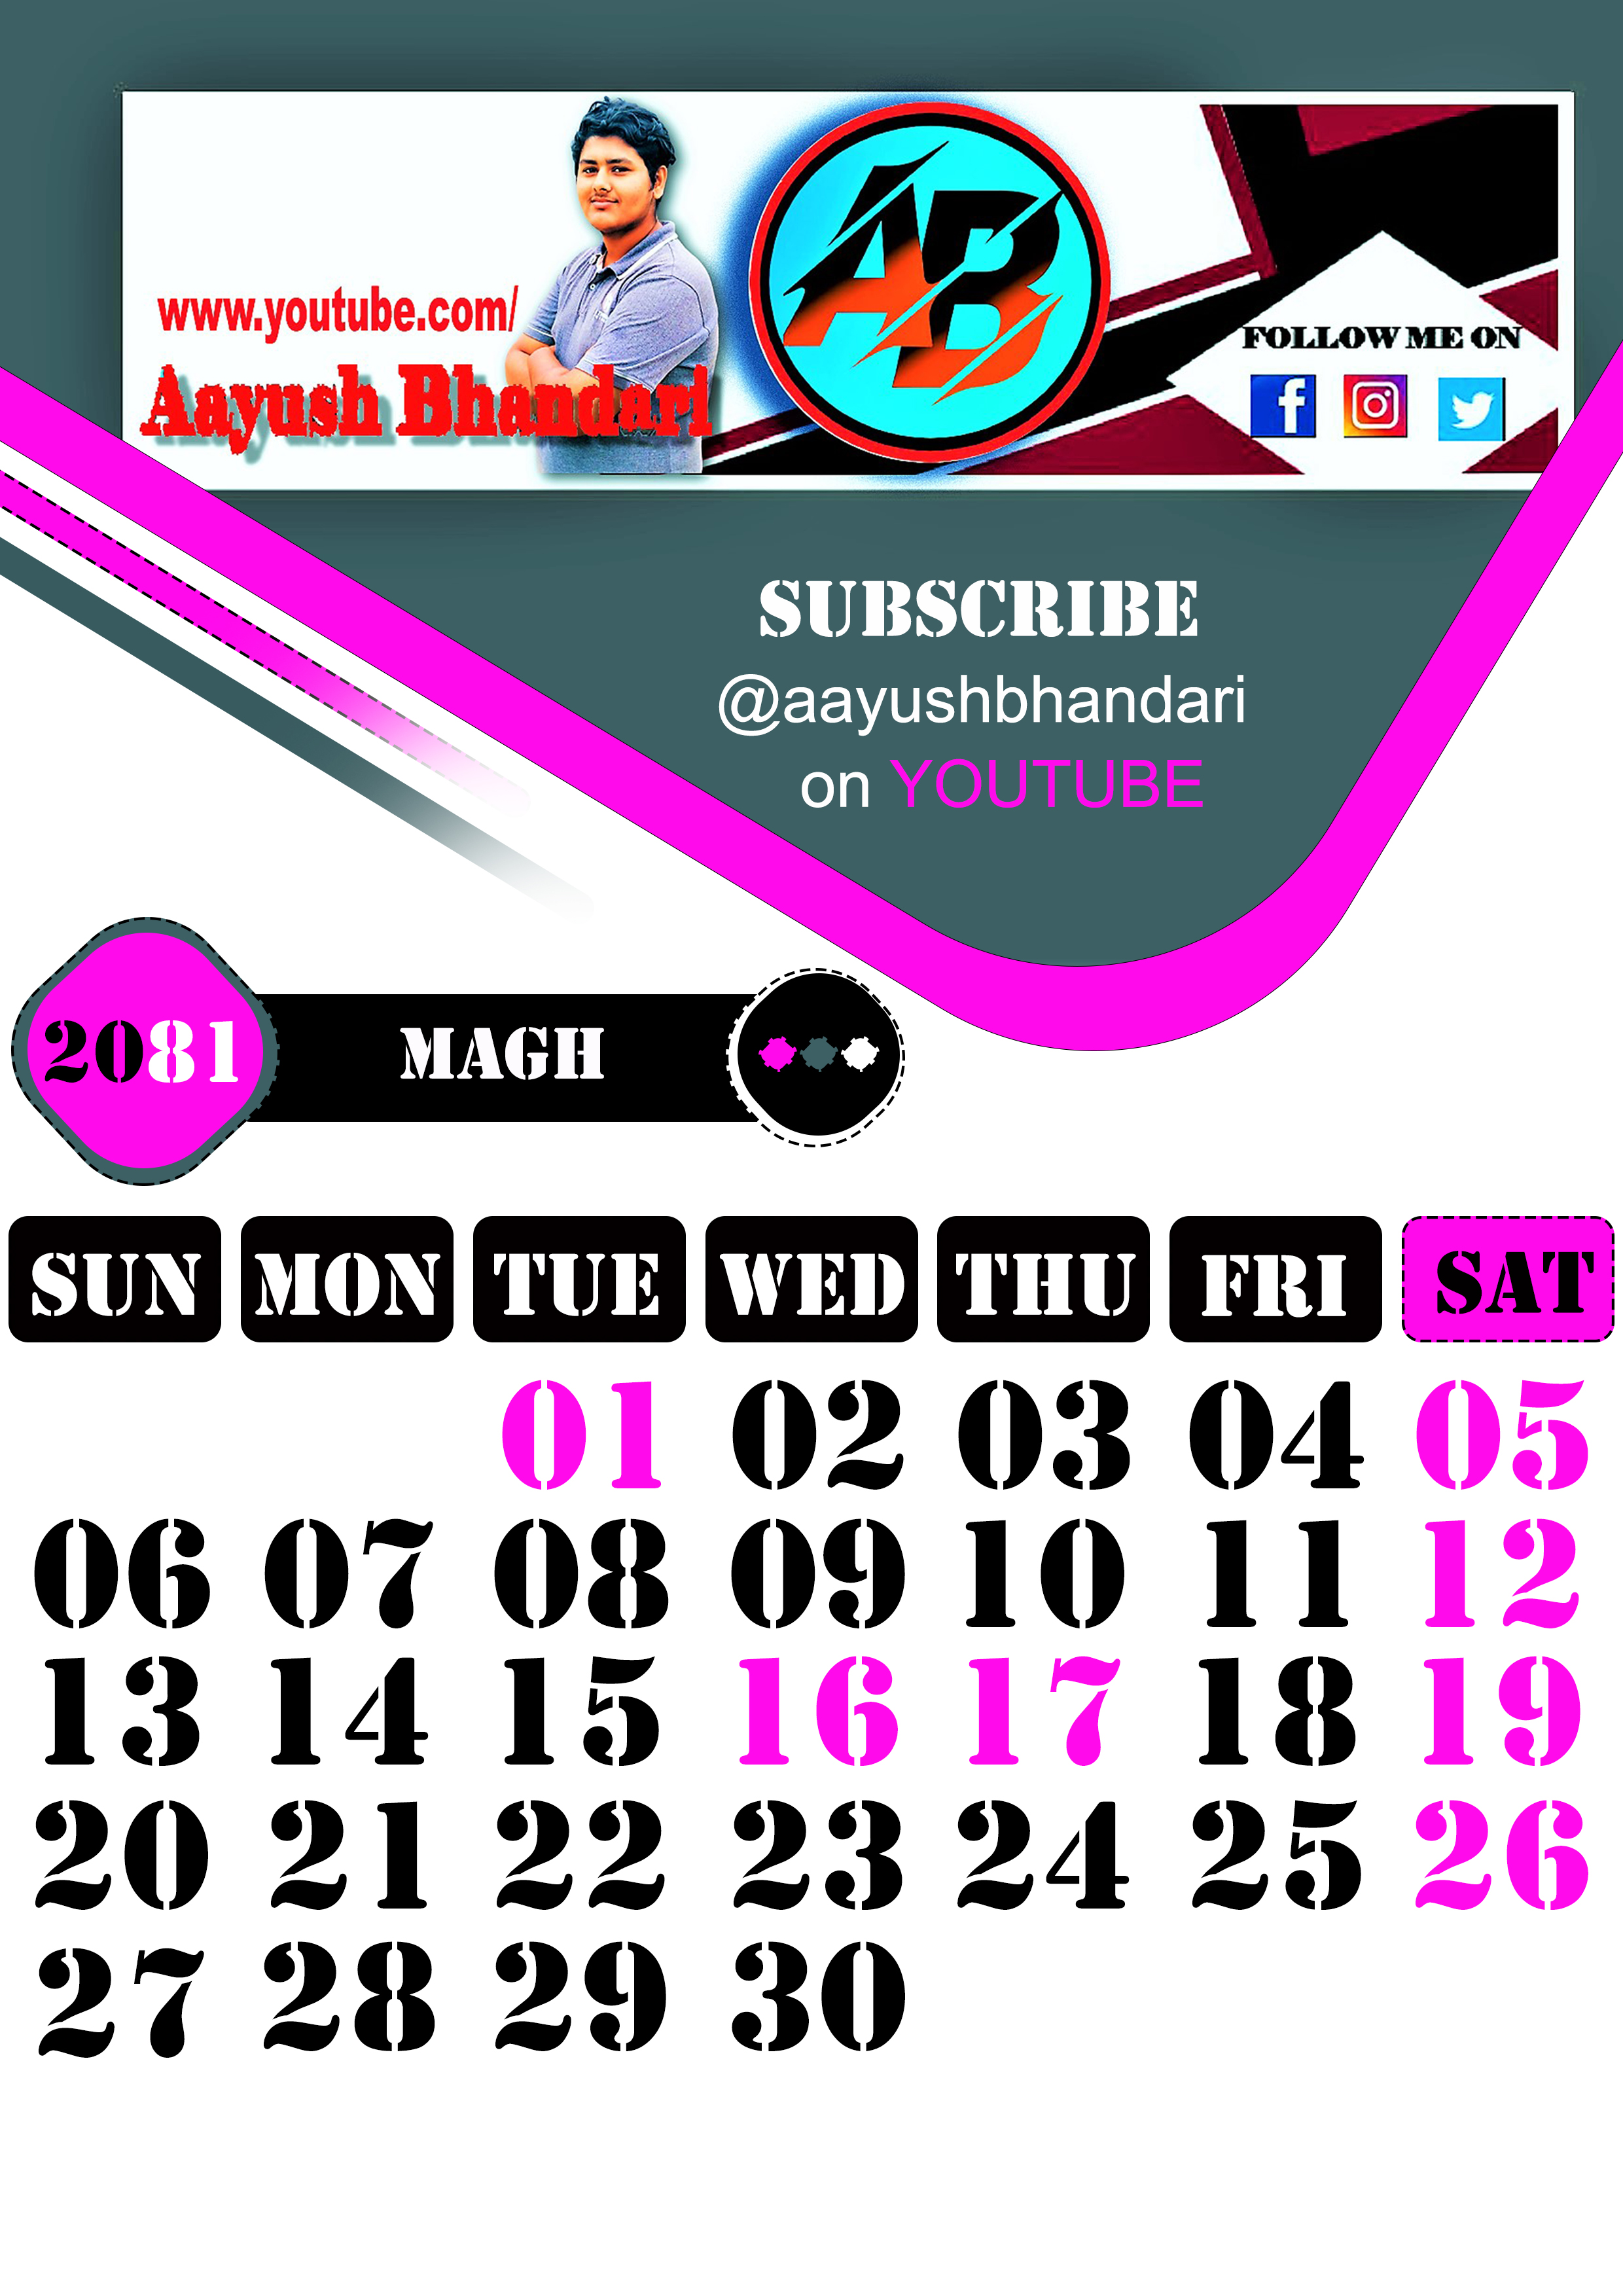 www.youtube.com/
Aayush Bhandari
AB
FOLLOW ME ON
SUBSCRIBE
@aayushbhandari
on YOUTUBE
2081 MAGH
SUN MON TUE WED THU FRI SAT
01 02 03 04 05
06 07 08 09 10 11 12
13 14 15 16 17 18 19
20 21 22 23 24 25 26
27 28 29 30